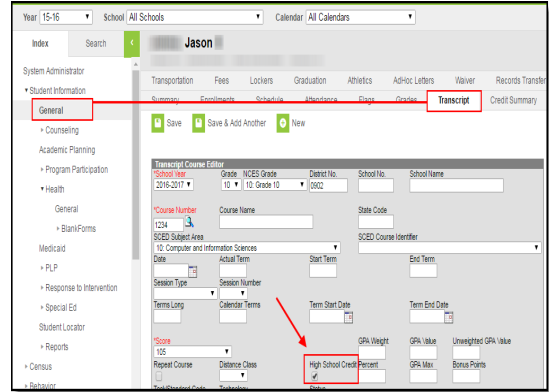 Year 15-16 School All Schools Calendar All Calendars
Index Search
Jason
System Administrator
Student Information
General
Counseling
Academic Planning
Program Participation
Health
General
BlankForms
Medicaid
PLP
Response to Intervention
Special Ed
Student Locator
Reports
Census
Behavior
Transportation Fees Lockers Graduation Athletics AdHoc Letters Waiver Records Transfer
Summary Enrollments Schedule Attendance Flags Grades Transcript Credit Summary
Save Save & Add Another New
Transcript Course Editor
*School Year Grade NCES Grade District No. School No. School Name
2016-2017 10 10: Grade 10 0902
*Course Number Course Name State Code
1234
SCED Subject Area SCED Course Identifier
10: Computer and Information Sciences
Date Actual Term Start Term End Term
Session Type Session Number
Terms Long Calendar Terms Term Start Date Term End Date
*Score GPA Weight GPA Value Unweighted GPA Value
105
Repeat Course Distance Class High School Credit Percent GPA Max Bonus Points
Technology Status